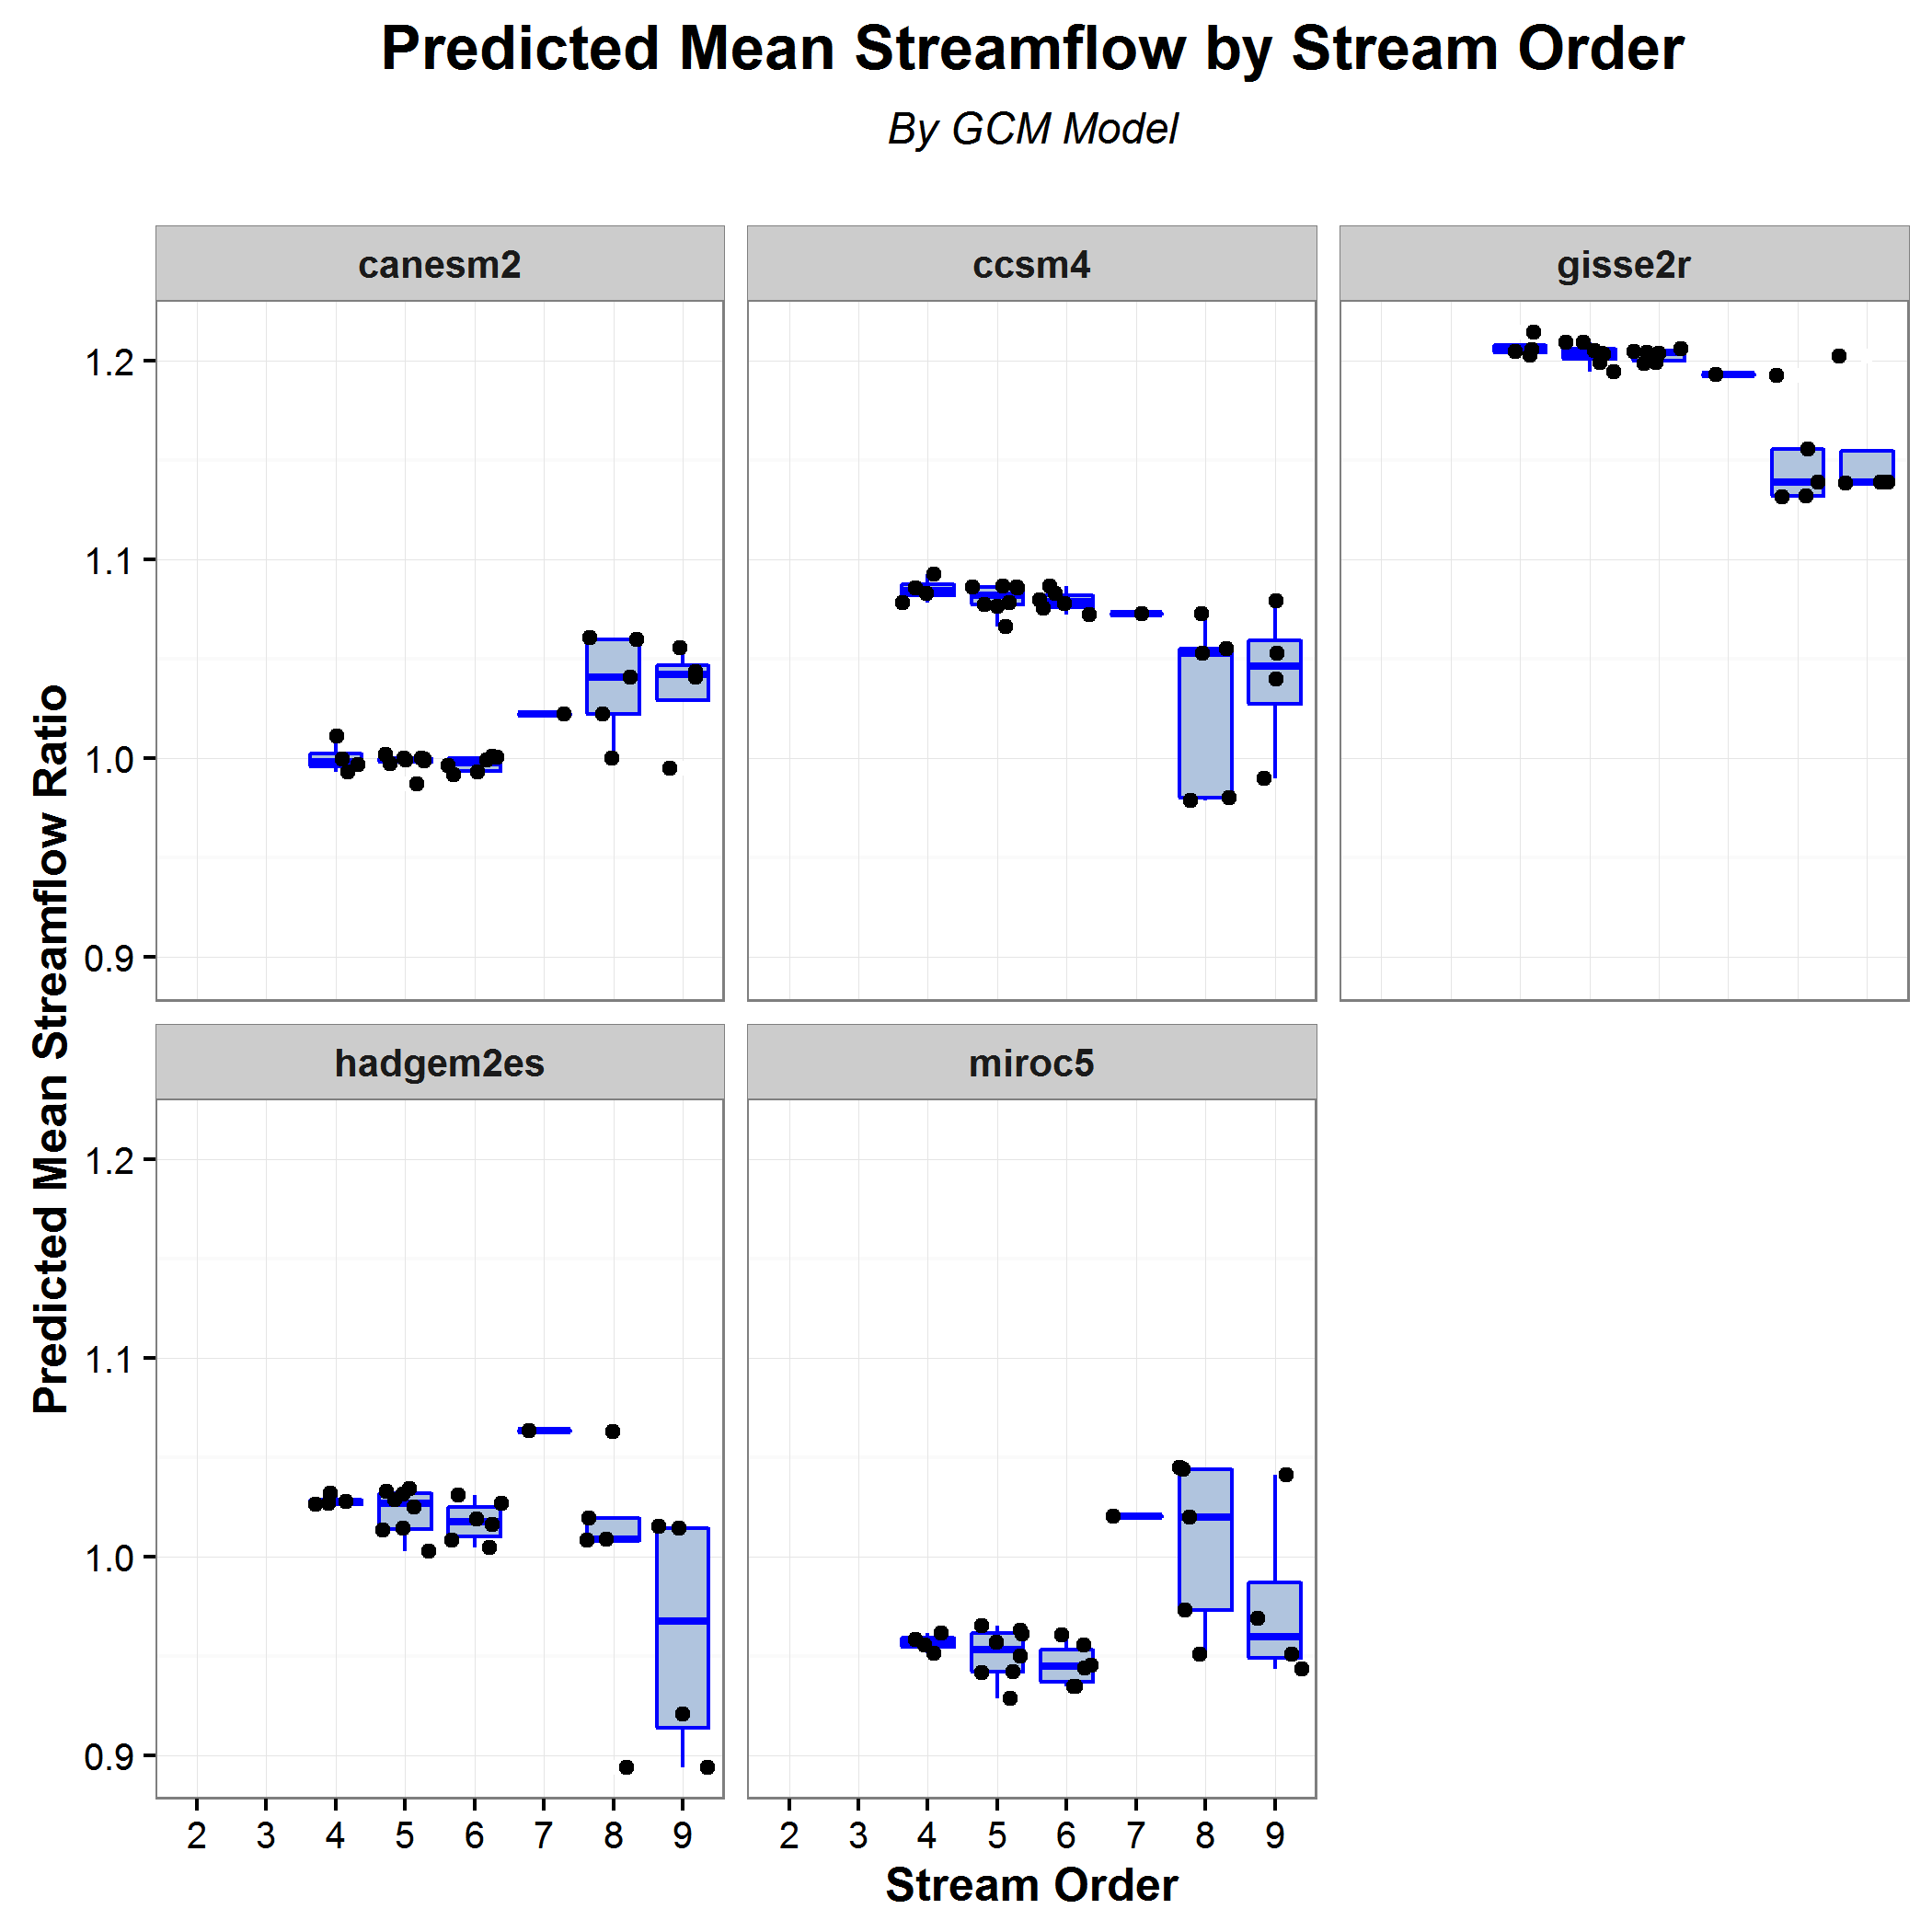 Predicted Mean Streamflow by Stream Order
By GCM Model
canesm2
ccsm4
gisse2r
1.2
1.1
1.0
0.9
Predicted Mean Streamflow Ratio
hadgem2es
miroc5
1.2
1.1
1.0
0.9
2 3 4 5 6 7 8 9
2 3 4 5 6 7 8 9
Stream Order